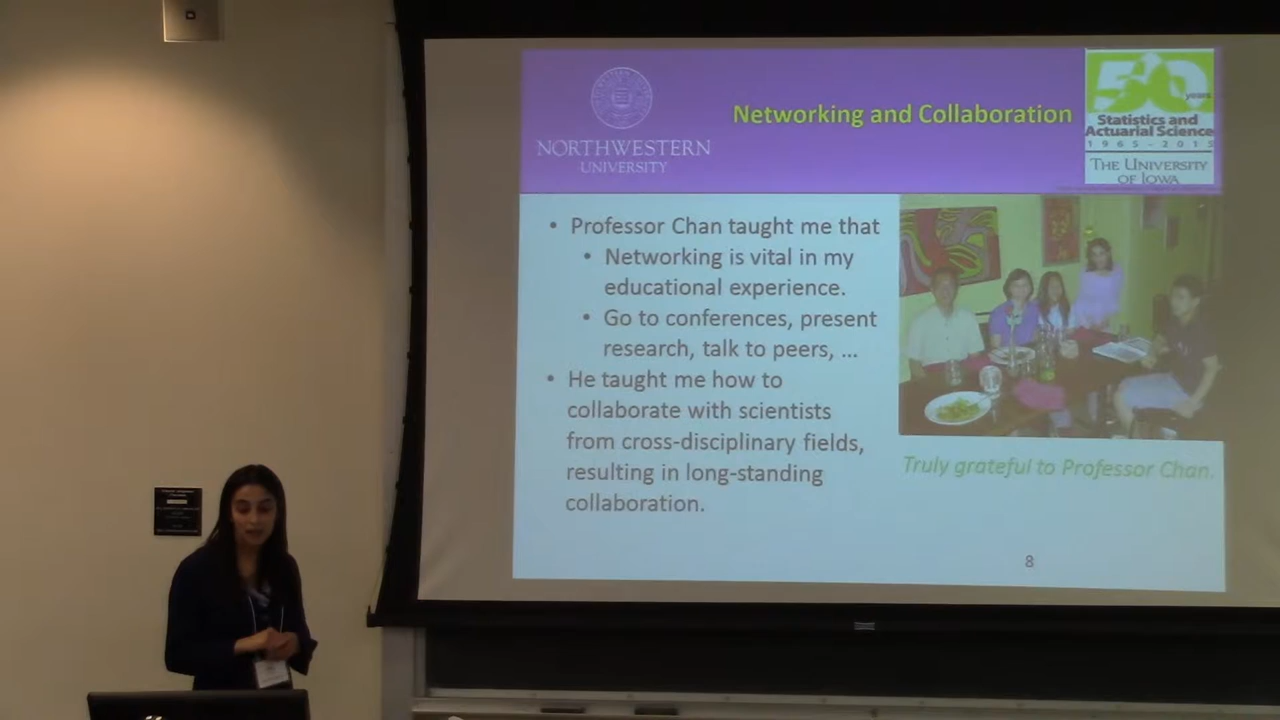 NORTHWESTERN
UNIVERSITY
Networking and Collaboration
50
years
Statistics and
Actuarial Science
1965-2015
THE UNIVERSITY
OF IOWA
• Professor Chan taught me that
• Networking is vital in my
educational experience.
• Go to conferences, present
research, talk to peers, ...
• He taught me how to
collaborate with scientists
from cross-disciplinary fields,
resulting in long-standing
collaboration.
Truly grateful to Professor Chan.
8